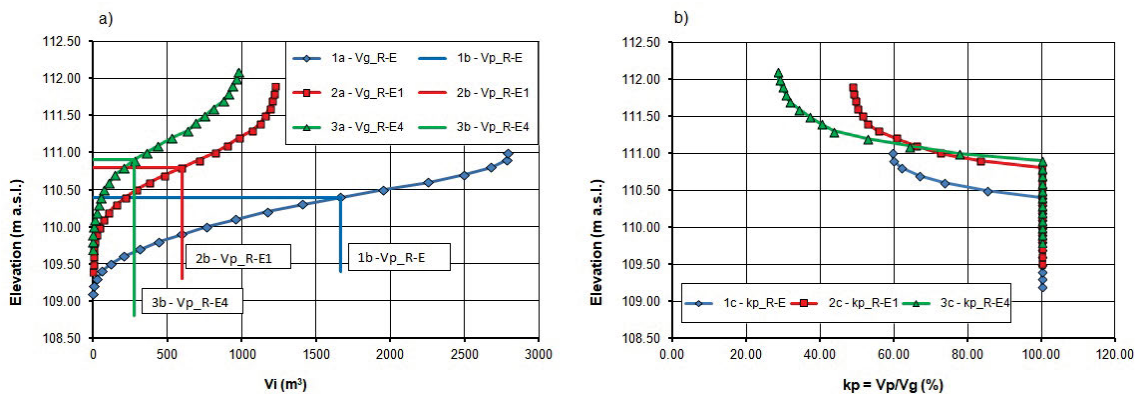 a)
112.50
112.00
111.50
111.00
110.50
110.00
109.50
109.00
108.50
Elevation (m a.s.l.)
1a - Vg_R-E
1b - Vp_R-E
2a - Vg_R-E1
2b - Vp_R-E1
3a - Vg_R-E4
3b - Vp_R-E4
2b - Vp_R-E1
1b -Vp_R-E
3b - Vp_R-E4
0
500
1000
1500
2000
2500
3000
Vi (m³)
b)
112.50
112.00
111.50
111.00
110.50
110.00
109.50
109.00
108.50
Elevation (m a.s.l.)
1c - kp_R-E
2c - kp_R-E1
3c - kp_R-E4
0.00
20.00
40.00
60.00
80.00
100.00
120.00
kp = Vp/Vg (%)